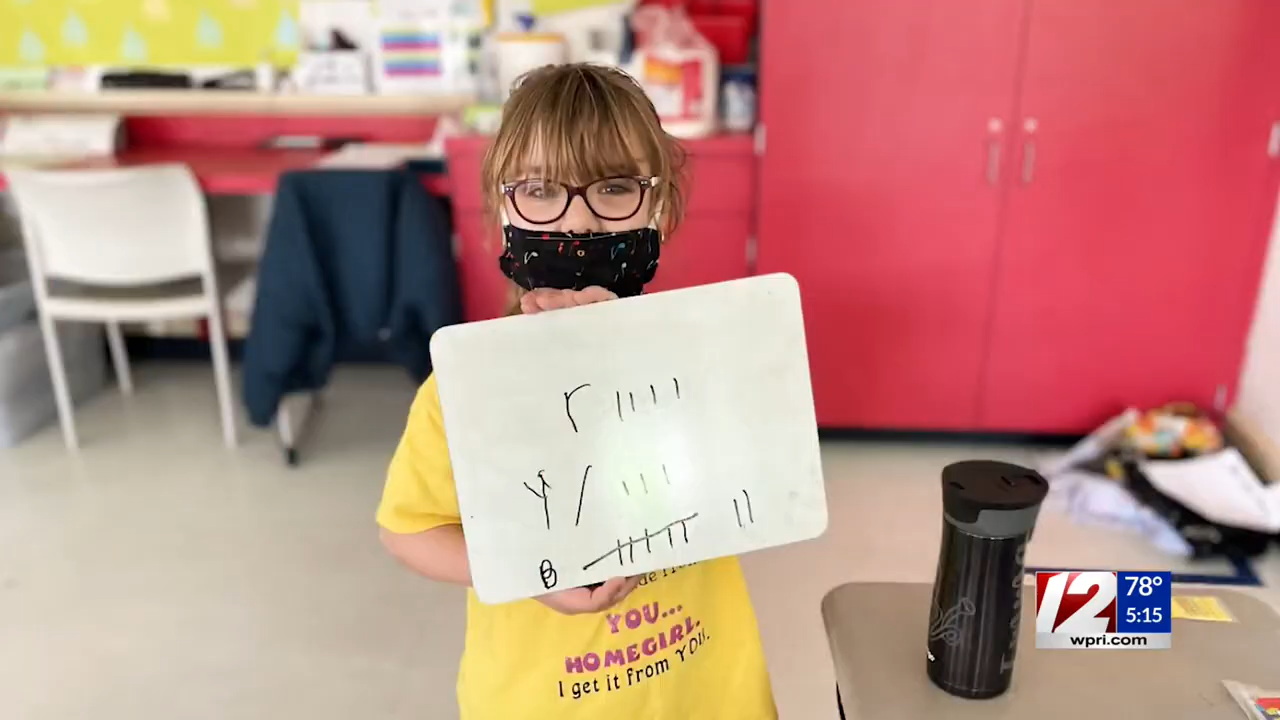 r ||||
Y / |||
B |||||  ||
YOU...
HOMEGIRL.
I get it from YOU.
12
78°
5:15
wpri.com